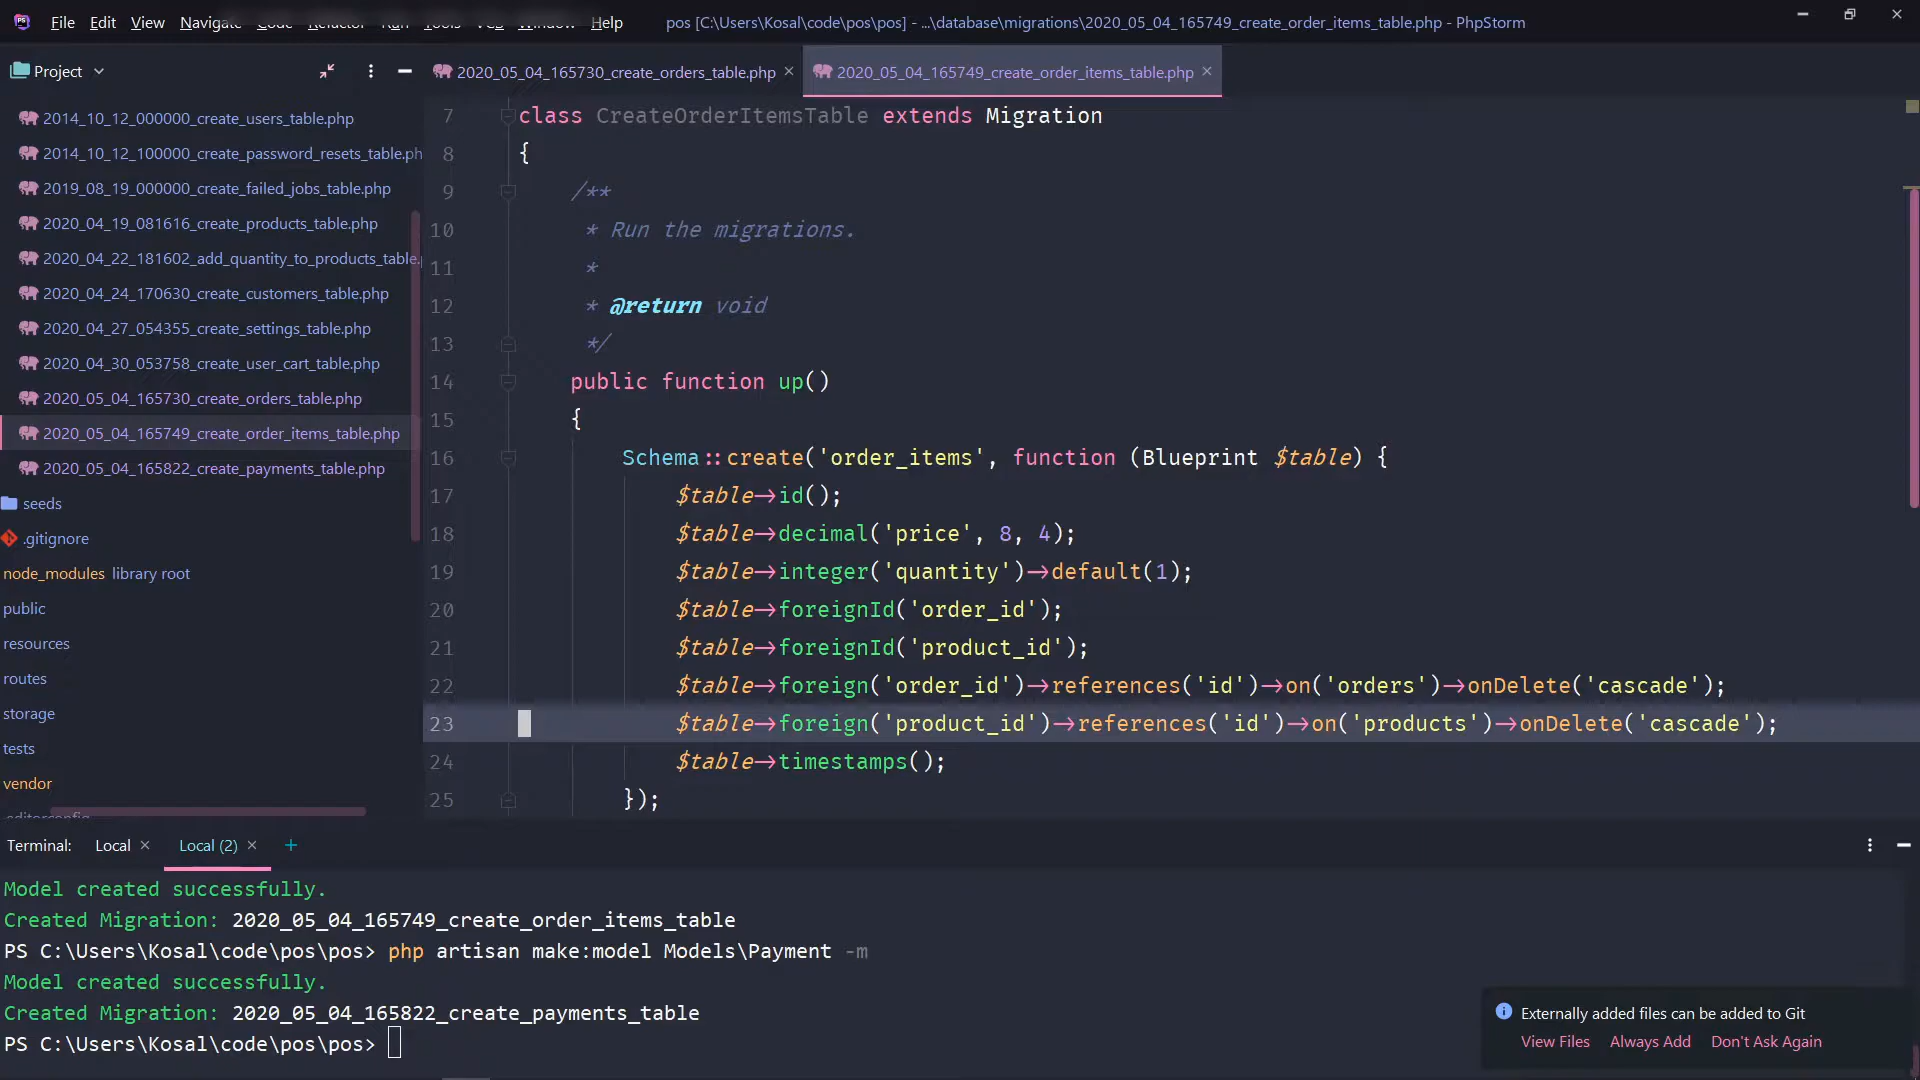 File Edit View Navigate Code Refactor Run Tools VCS Window Help pos [C:\Users\Kosal\code\pos\pos] - ...\database\migrations\2020_05_04_165749_create_order_items_table.php - PhpStorm
Project
2020_05_04_165730_create_orders_table.php
2020_05_04_165749_create_order_items_table.php
2014_10_12_000000_create_users_table.php
2014_10_12_100000_create_password_resets_table.ph
2019_08_19_000000_create_failed_jobs_table.php
2020_04_19_081616_create_products_table.php
2020_04_22_181602_add_quantity_to_products_table.
2020_04_24_170630_create_customers_table.php
2020_04_27_054355_create_settings_table.php
2020_04_30_053758_create_user_cart_table.php
2020_05_04_165730_create_orders_table.php
2020_05_04_165749_create_order_items_table.php
2020_05_04_165822_create_payments_table.php
seeds
.gitignore
node_modules library root
public
resources
routes
storage
tests
vendor
.editorconfig
7 class CreateOrderItemsTable extends Migration
8 {
9 /**
10 * Run the migrations.
11 *
12 * @return void
13 */
14 public function up()
15 {
16 Schema::create('order_items', function (Blueprint $table) {
17 $table->id();
18 $table->decimal('price', 8, 4);
19 $table->integer('quantity')->default(1);
20 $table->foreignId('order_id');
21 $table->foreignId('product_id');
22 $table->foreign('order_id')->references('id')->on('orders')->onDelete('cascade');
23 $table->foreign('product_id')->references('id')->on('products')->onDelete('cascade');
24 $table->timestamps();
25 });
Terminal: Local Local (2) +
Model created successfully.
Created Migration: 2020_05_04_165749_create_order_items_table
PS C:\Users\Kosal\code\pos\pos> php artisan make:model Models\Payment -m
Model created successfully.
Created Migration: 2020_05_04_165822_create_payments_table
PS C:\Users\Kosal\code\pos\pos>
Externally added files can be added to Git
View Files Always Add Don't Ask Again